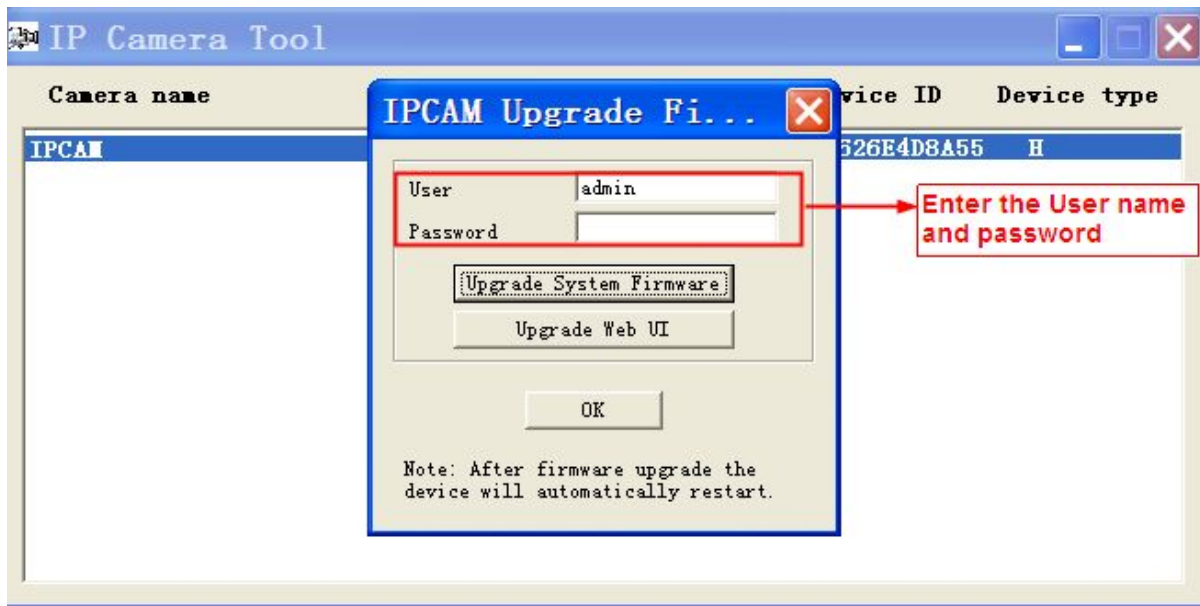 IP Camera Tool
Camera name
vice ID
Device type
IPCAM
626E4D8A55
H
IPCAM Upgrade Fi...
User
admin
Password
Upgrade System Firmware
Upgrade Web UI
OK
Note: After firmware upgrade the
device will automatically restart.
Enter the User name
and password